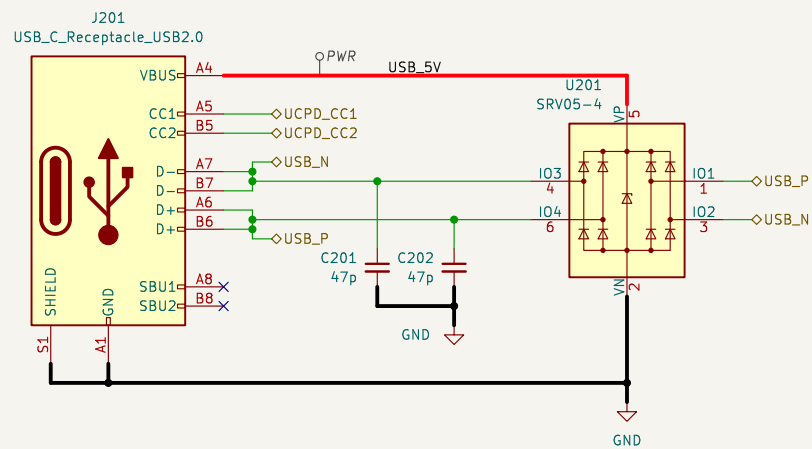 J201
USB_C_Receptacle_USB2.0
VBUS A4
PWR
USB_5V
U201
SRV05-4
CC1 A5 UCPD_CC1
CC2 B5 UCPD_CC2
D- A7 USB_N
D- B7
D+ A6
D+ B6 USB_P
SBU1 A8
SBU2 B8
SHIELD
GND
S1
A1
C201
47p
C202
47p
GND
VP
5
IO3
4
IO4
6
IO1
1
USB_P
IO2
3
USB_N
VN
2
GND